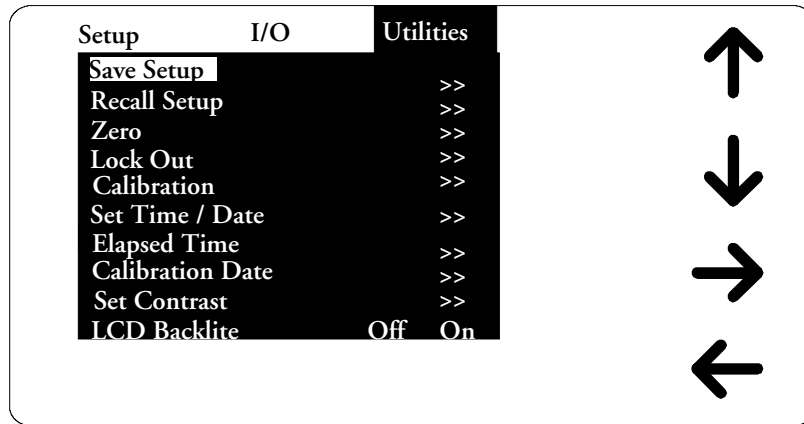 Setup I/O Utilities
Save Setup >>
Recall Setup >>
Zero >>
Lock Out >>
Calibration >>
Set Time / Date >>
Elapsed Time >>
Calibration Date >>
Set Contrast >>
LCD Backlite Off On